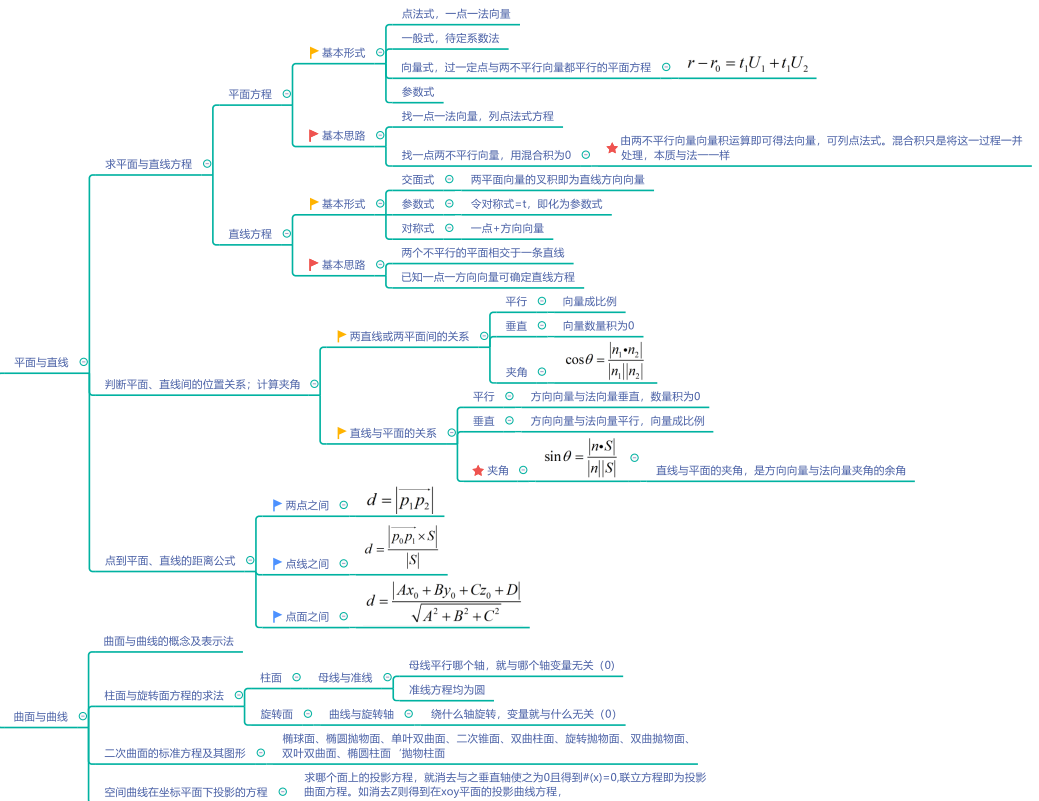 平面与直线
求平面与直线方程
平面方程
基本形式
点法式，一点一法向量
一般式，待定系数法
向量式，过一定点与两不平行向量都平行的平面方程
r − r₀ = t₁U₁ + t₁U₂
参数式
基本思路
找一点一法向量，列点法式方程
找一点两不平行向量，用混合积为0
由两不平行向量向量积运算即可得法向量，可列点法式。混合积只是将这一过程一并
处理，本质与法一一样
直线方程
基本形式
交面式
两平面向量的叉积即为直线方向向量
参数式
令对称式=t，即化为参数式
对称式
一点+方向向量
基本思路
两个不平行的平面相交于一条直线
已知一点一方向向量可确定直线方程
判断平面、直线间的位置关系；计算夹角
两直线或两平面间的关系
平行
向量成比例
垂直
向量数量积为0
夹角
cosθ = |n₁•n₂| / |n₁||n₂|
直线与平面的关系
平行
方向向量与法向量垂直，数量积为0
垂直
方向向量与法向量平行，向量成比例
夹角
sinθ = |n•S| / |n||S|
直线与平面的夹角，是方向向量与法向量夹角的余角
点到平面、直线的距离公式
两点之间
d = |p₁p₂|
点线之间
d = |p₀p₁ × S| / |S|
点面之间
d = |Ax₀ + By₀ + Cz₀ + D| / √(A² + B² + C²)
曲面与曲线
曲面与曲线的概念及表示法
柱面与旋转面方程的求法
柱面
母线与准线
母线平行哪个轴，就与哪个轴变量无关（0）
准线方程均为圆
旋转面
曲线与旋转轴
绕什么轴旋转，变量就与什么无关（0）
二次曲面的标准方程及其图形
椭球面、椭圆抛物面、单叶双曲面、二次锥面、双曲柱面、旋转抛物面、双曲抛物面、
双叶双曲面、椭圆柱面‘抛物柱面
空间曲线在坐标平面下投影的方程
求哪个面上的投影方程，就消去与之垂直轴使之为0且得到#(x)=0,联立方程即为投影
曲面方程。如消去Z则得到在xoy平面的投影曲线方程，